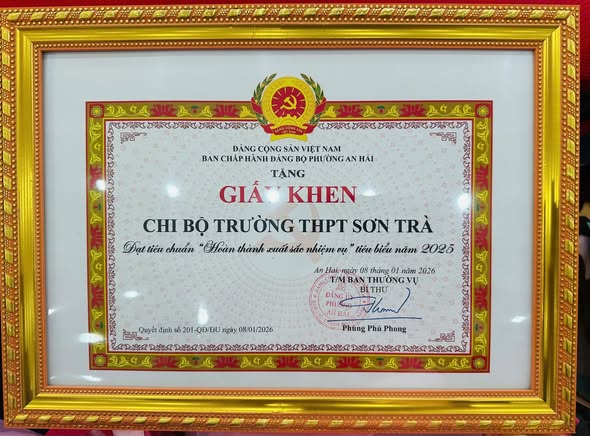 ĐẢNG CỘNG SẢN VIỆT NAM
BAN CHẤP HÀNH ĐẢNG BỘ PHƯỜNG AN HẢI
TẶNG
GIẤY KHEN
CHI BỘ TRƯỜNG THPT SƠN TRÀ
Đạt tiêu chuẩn "Hoàn thành xuất sắc nhiệm vụ" tiêu biểu năm 2025
An Hải, ngày 08 tháng 01 năm 2026
T/M BAN THƯỜNG VỤ
BÍ THƯ
Phùng Phú Phong
Quyết định số 201-QĐ/ĐU ngày 08/01/2026